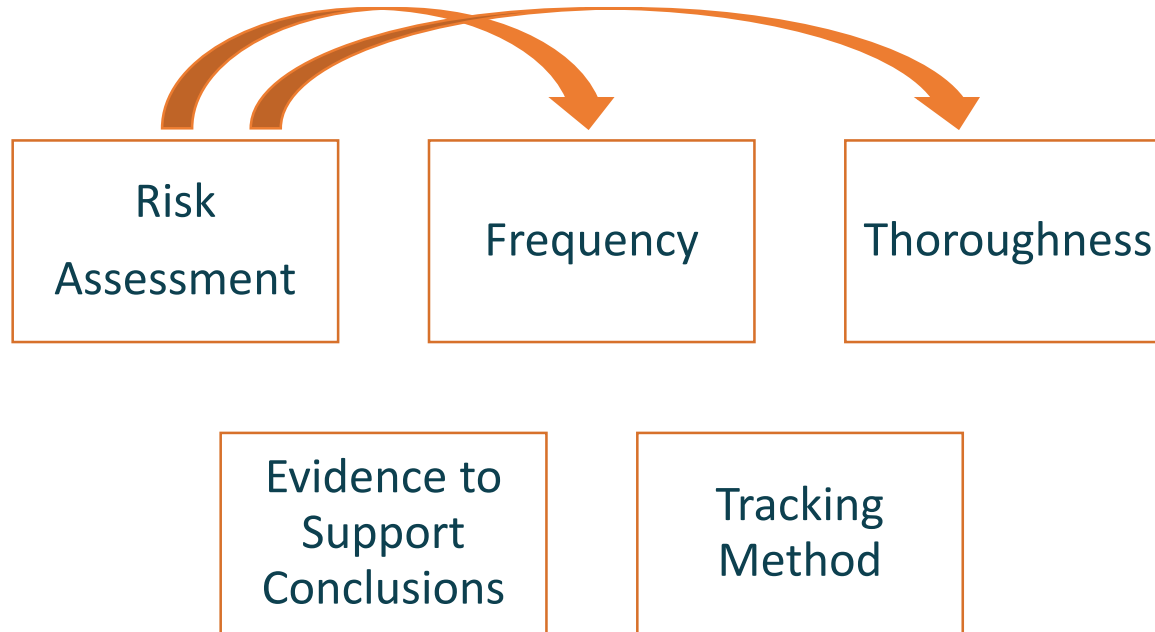 Risk
Assessment
Frequency
Thoroughness
Evidence to
Support
Conclusions
Tracking
Method